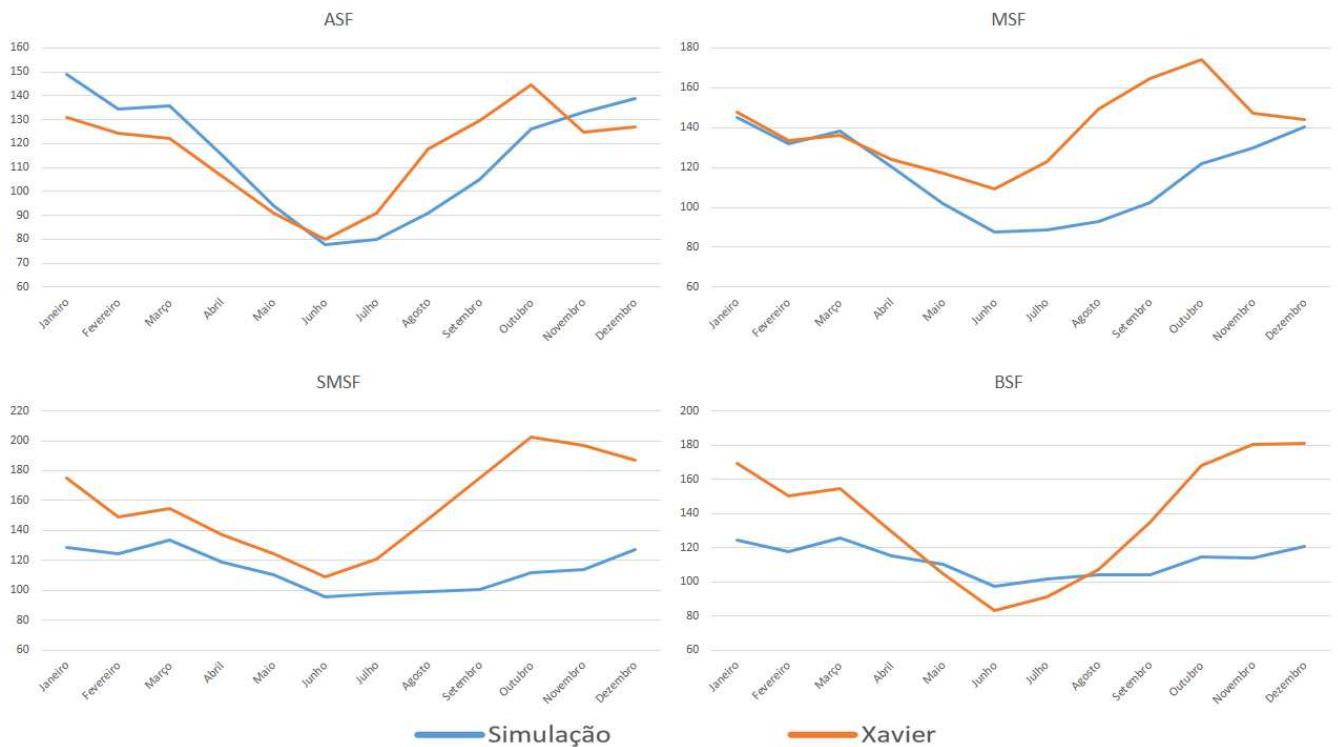 ASF
160
150
140
130
120
110
100
90
80
70
60
Janeiro
Fevereiro
Março
Abril
Maio
Junho
Julho
Agosto
Setembro
Outubro
Novembro
Dezembro
MSF
180
160
140
120
100
80
60
Janeiro
Fevereiro
Março
Abril
Maio
Junho
Julho
Agosto
Setembro
Outubro
Novembro
Dezembro
SMSF
220
200
180
160
140
120
100
80
60
Janeiro
Fevereiro
Março
Abril
Maio
Junho
Julho
Agosto
Setembro
Outubro
Novembro
Dezembro
BSF
200
180
160
140
120
100
80
60
Janeiro
Fevereiro
Março
Abril
Maio
Junho
Julho
Agosto
Setembro
Outubro
Novembro
Dezembro
Simulação
Xavier